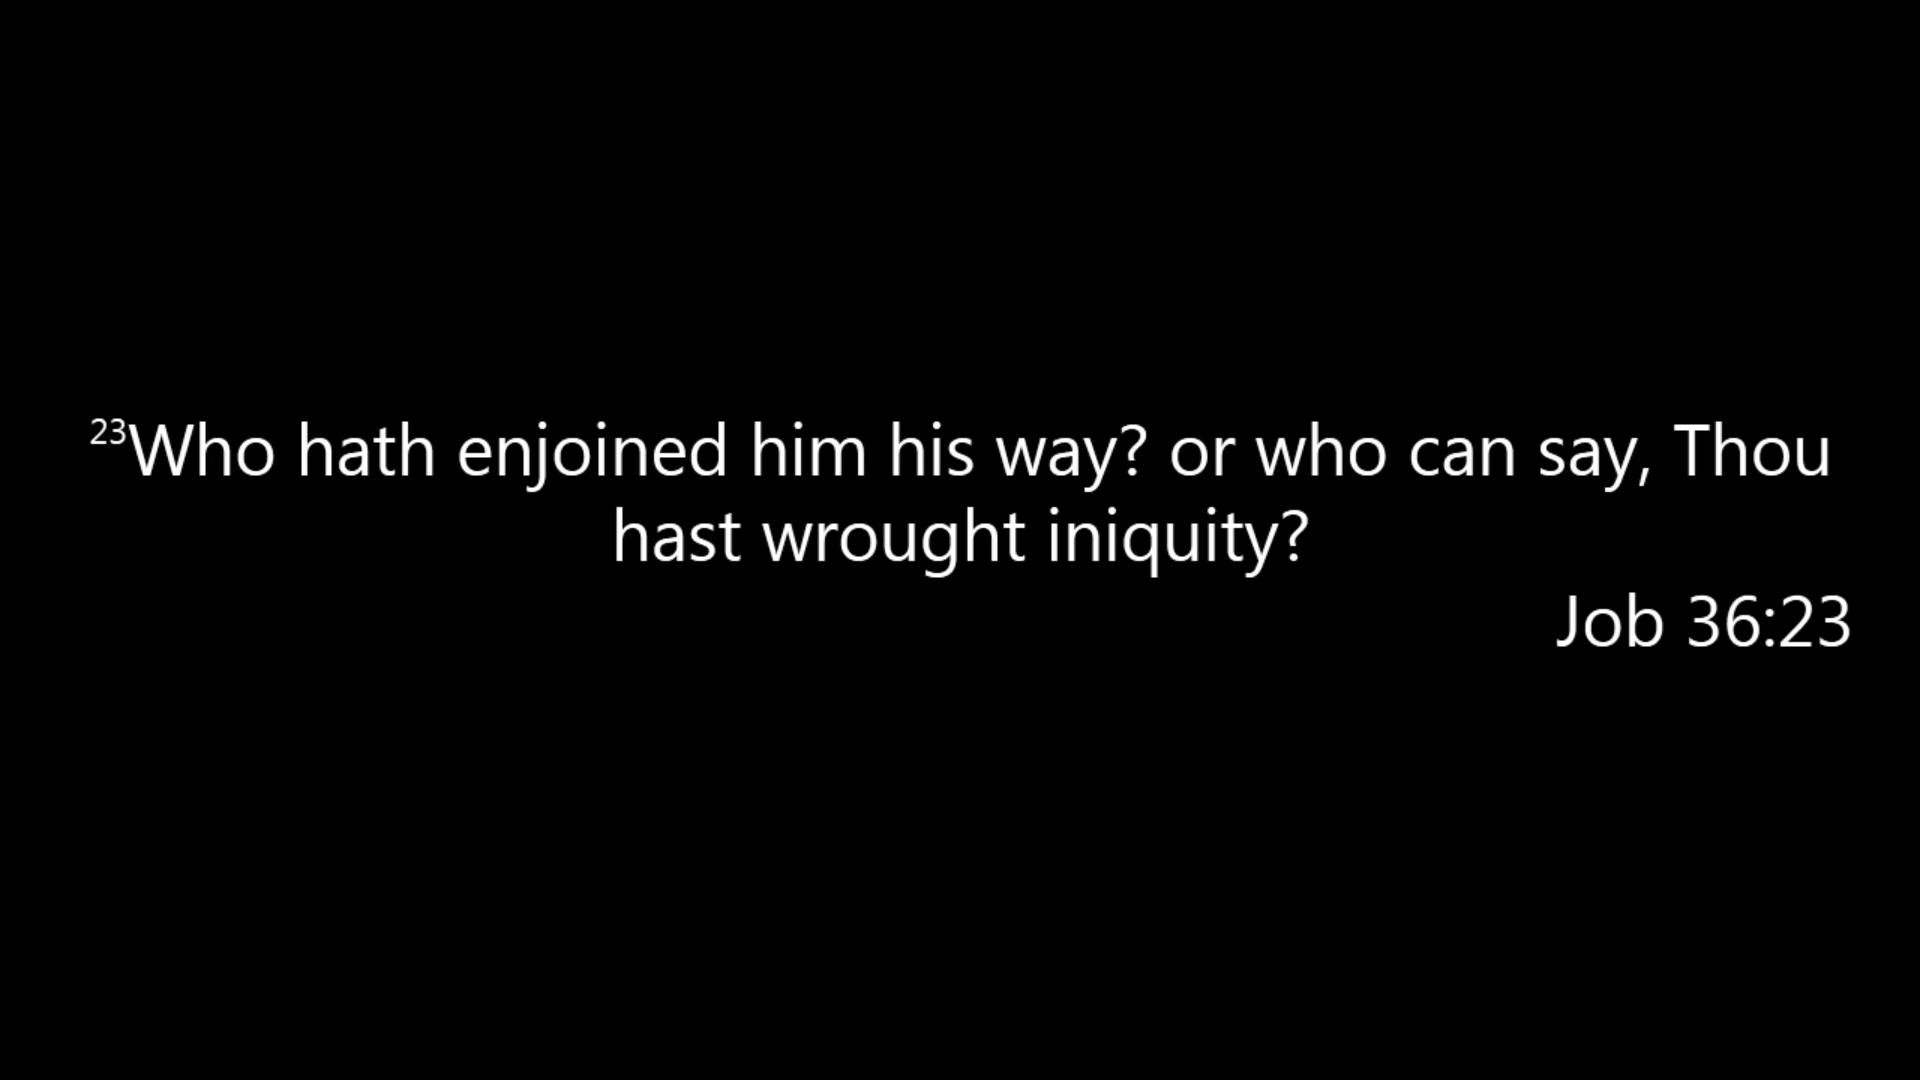 23Who hath enjoined him his way? or who can say, Thou
hast wrought iniquity?
Job 36:23